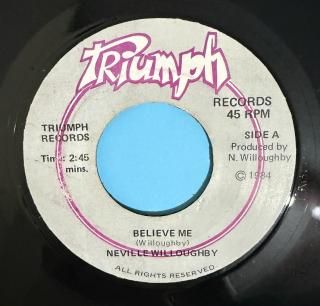 Triumph
RECORDS
45 RPM
TRIUMPH
RECORDS
Time: 2:45
mins.
SIDE A
Produced by
N. Willoughby
© 1984
BELIEVE ME
(Willoughby)
NEVILLE WILLOUGHBY
ALL RIGHTS RESERVED